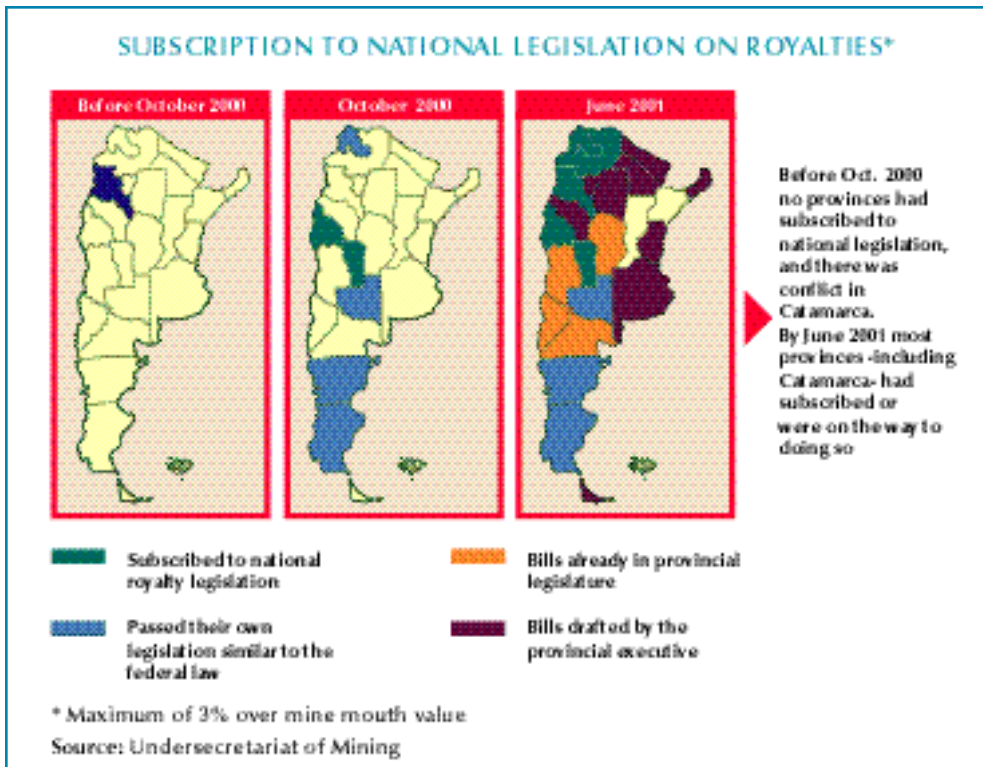 SUBSCRIPTION TO NATIONAL LEGISLATION ON ROYALTIES*
Before October 2000
October 2000
June 2001
Before Oct. 2000
no provinces had
subscribed to
national legislation,
and there was
conflict in
Catamarca.
By June 2001 most
provinces -including
Catamarca- had
subscribed or
were on the way to
doing so
Subscribed to national
royalty legislation
Bills already in provincial
legislature
Passed their own
legislation similar to the
federal law
Bills drafted by the
provincial executive
* Maximum of 3% over mine mouth value
Source: Undersecretariat of Mining